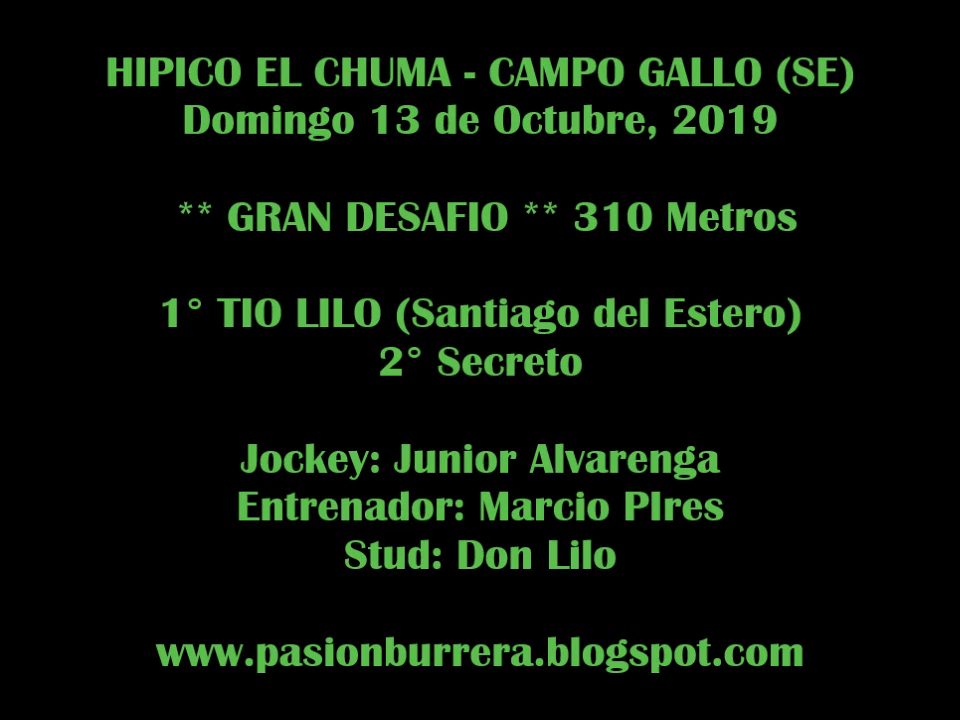 HIPICO EL CHUMA - CAMPO GALLO (SE)
Domingo 13 de Octubre, 2019
** GRAN DESAFIO ** 310 Metros
1° TIO LILO (Santiago del Estero)
2° Secreto
Jockey: Junior Alvarenga
Entrenador: Marcio PIres
Stud: Don Lilo
www.pasionburrera.blogspot.com